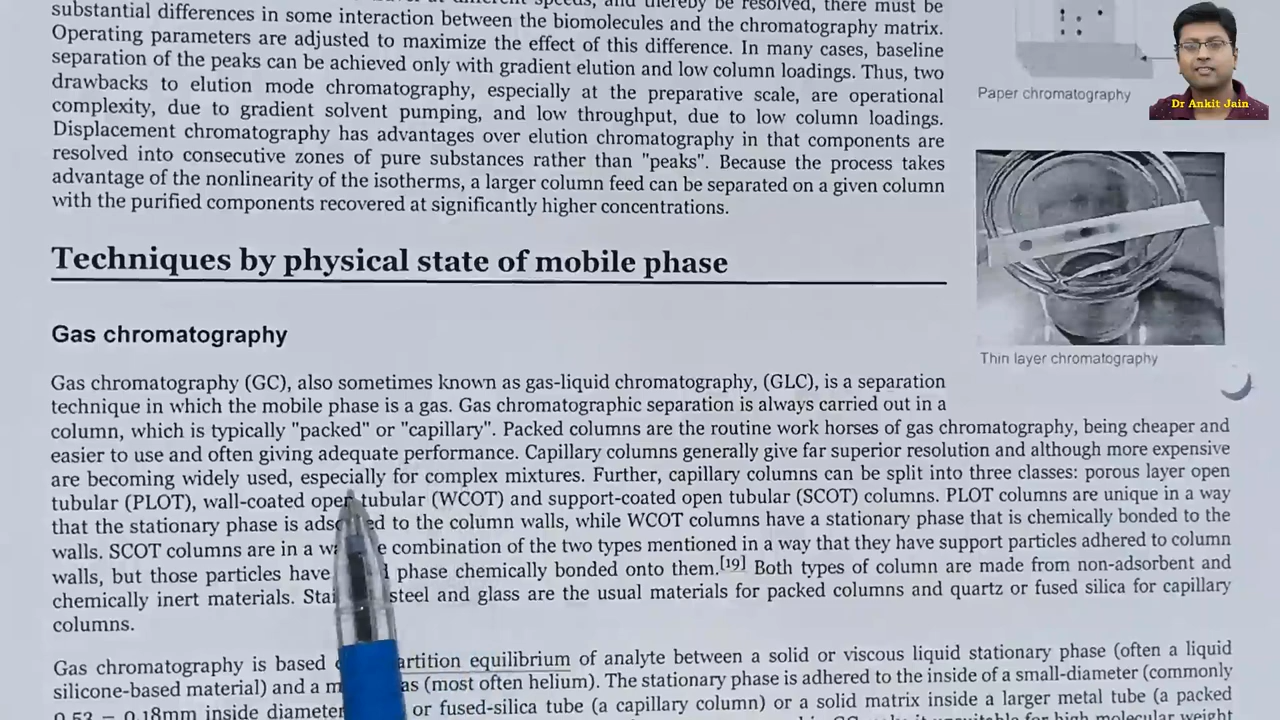 substantial differences in some interaction between the biomolecules and the chromatography matrix.
Operating parameters are adjusted to maximize the effect of this difference. In many cases, baseline
separation of the peaks can be achieved only with gradient elution and low column loadings. Thus, two
drawbacks to elution mode chromatography, especially at the preparative scale, are operational
complexity, due to gradient solvent pumping, and low throughput, due to low column loadings.
Displacement chromatography has advantages over elution chromatography in that components are
resolved into consecutive zones of pure substances rather than "peaks". Because the process takes
advantage of the nonlinearity of the isotherms, a larger column feed can be separated on a given column
with the purified components recovered at significantly higher concentrations.
Paper chromatography
Dr Ankit Jain
Thin layer chromatography
Techniques by physical state of mobile phase
Gas chromatography
Gas chromatography (GC), also sometimes known as gas-liquid chromatography, (GLC), is a separation
technique in which the mobile phase is a gas. Gas chromatographic separation is always carried out in a
column, which is typically "packed" or "capillary". Packed columns are the routine work horses of gas chromatography, being cheaper and
easier to use and often giving adequate performance. Capillary columns generally give far superior resolution and although more expensive
are becoming widely used, especially for complex mixtures. Further, capillary columns can be split into three classes: porous layer open
tubular (PLOT), wall-coated open tubular (WCOT) and support-coated open tubular (SCOT) columns. PLOT columns are unique in a way
that the stationary phase is to the column walls, while WCOT columns have a stationary phase that is chemically bonded to the
walls. SCOT columns are in a combination of the two types mentioned in a way that they have support particles adhered to column
walls, but those particles have phase chemically bonded onto them.[19] Both types of column are made from non-adsorbent and
chemically inert materials. steel and glass are the usual materials for packed columns and quartz or fused silica for capillary
columns.
Gas chromatography is based partition equilibrium of analyte between a solid or viscous liquid stationary phase (often a liquid
silicone-based material) and a (most often helium). The stationary phase is adhered to the inside of a small-diameter (commonly
0.53 – 0.18mm inside diameter or fused-silica tube (a capillary column) or a solid matrix inside a larger metal tube (a packed
for high molecular weight